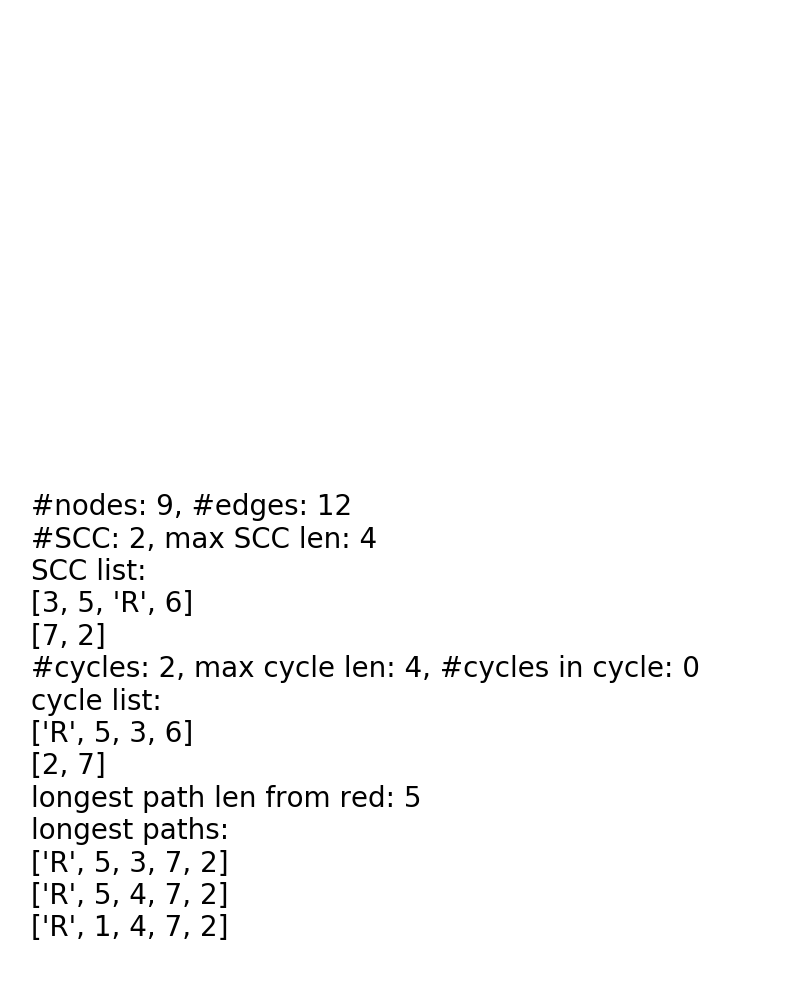 #nodes: 9, #edges: 12
#SCC: 2, max SCC len: 4
SCC list:
[3, 5, 'R', 6]
[7, 2]
#cycles: 2, max cycle len: 4, #cycles in cycle: 0
cycle list:
['R', 5, 3, 6]
[2, 7]
longest path len from red: 5
longest paths:
['R', 5, 3, 7, 2]
['R', 5, 4, 7, 2]
['R', 1, 4, 7, 2]